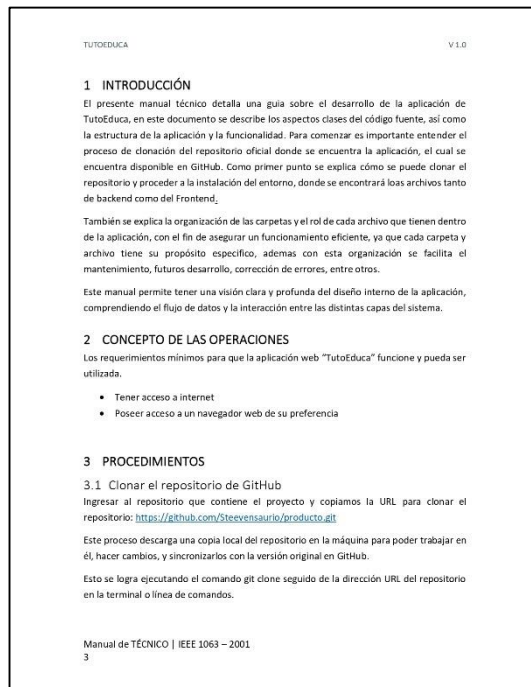 TUTOEDUCA V 1.0
1 INTRODUCCIÓN
El presente manual técnico detalla una guia sobre el desarrollo de la aplicación de
TutoEduca, en este documento se describe los aspectos clases del código fuente, así como
la estructura de la aplicación y la funcionalidad. Para comenzar es importante entender el
proceso de clonación del repositorio oficial donde se encuentra la aplicación, el cual se
encuentra disponible en GitHub. Como primer punto se explica cómo se puede clonar el
repositorio y proceder a la instalación del entorno, donde se encontrará loas archivos tanto
de backend como del Frontend.
También se explica la organización de las carpetas y el rol de cada archivo que tienen dentro
de la aplicación, con el fin de asegurar un funcionamiento eficiente, ya que cada carpeta y
archivo tiene su propósito especifico, ademas con esta organización se facilita el
mantenimiento, futuros desarrollo, corrección de errores, entre otros.
Este manual permite tener una visión clara y profunda del diseño interno de la aplicación,
comprendiendo el flujo de datos y la interacción entre las distintas capas del sistema.
2 CONCEPTO DE LAS OPERACIONES
Los requerimientos mínimos para que la aplicación web "TutoEduca" funcione y pueda ser
utilizada.
• Tener acceso a internet
• Poseer acceso a un navegador web de su preferencia
3 PROCEDIMIENTOS
3.1 Clonar el repositorio de GitHub
Ingresar al repositorio que contiene el proyecto y copiamos la URL para clonar el
repositorio: https://github.com/Steevensaurio/producto.git
Este proceso descarga una copia local del repositorio en la máquina para poder trabajar en
él, hacer cambios, y sincronizarlos con la versión original en GitHub.
Esto se logra ejecutando el comando git clone seguido de la dirección URL del repositorio
en la terminal o línea de comandos.
Manual de TÉCNICO | IEEE 1063 – 2001
3